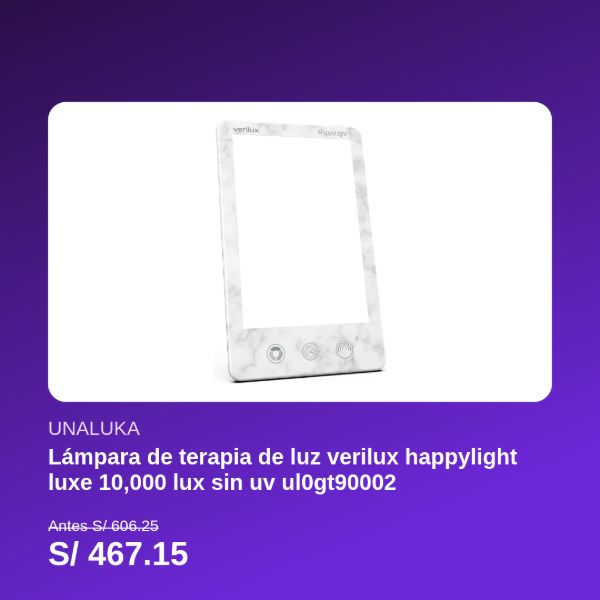 verilux
HappyLight
UNALUKA
Lámpara de terapia de luz verilux happylight
luxe 10,000 lux sin uv ul0gt90002
Antes S/ 606.25
S/ 467.15